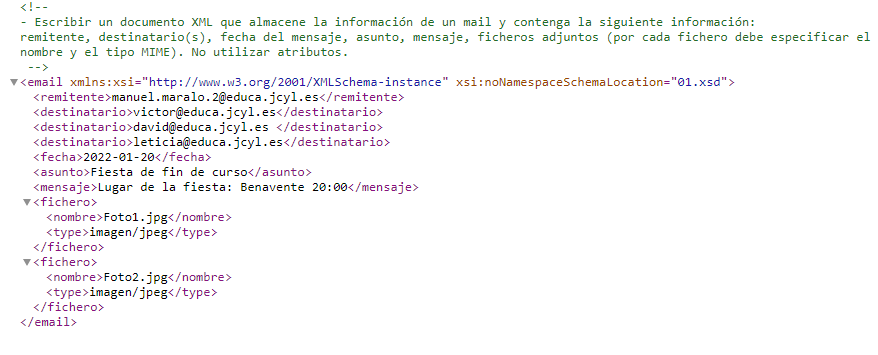 <!--
- Escribir un documento XML que almacene la información de un mail y contenga la siguiente información:
remitente, destinatario(s), fecha del mensaje, asunto, mensaje, ficheros adjuntos (por cada fichero debe especificar el
nombre y el tipo MIME). No utilizar atributos.
-->
▼<email xmlns:xsi="http://www.w3.org/2001/XMLSchema-instance" xsi:noNamespaceSchemaLocation="01.xsd">
<remitente>manuel.maralo.2@educa.jcyl.es</remitente>
<destinatario>victor@educa.jcyl.es</destinatario>
<destinatario>david@educa.jcyl.es </destinatario>
<destinatario>leticia@educa.jcyl.es</destinatario>
<fecha>2022-01-20</fecha>
<asunto>Fiesta de fin de curso</asunto>
<mensaje>Lugar de la fiesta: Benavente 20:00</mensaje>
▼<fichero>
<nombre>Foto1.jpg</nombre>
<type>imagen/jpeg</type>
</fichero>
▼<fichero>
<nombre>Foto2.jpg</nombre>
<type>imagen/jpeg</type>
</fichero>
</email>